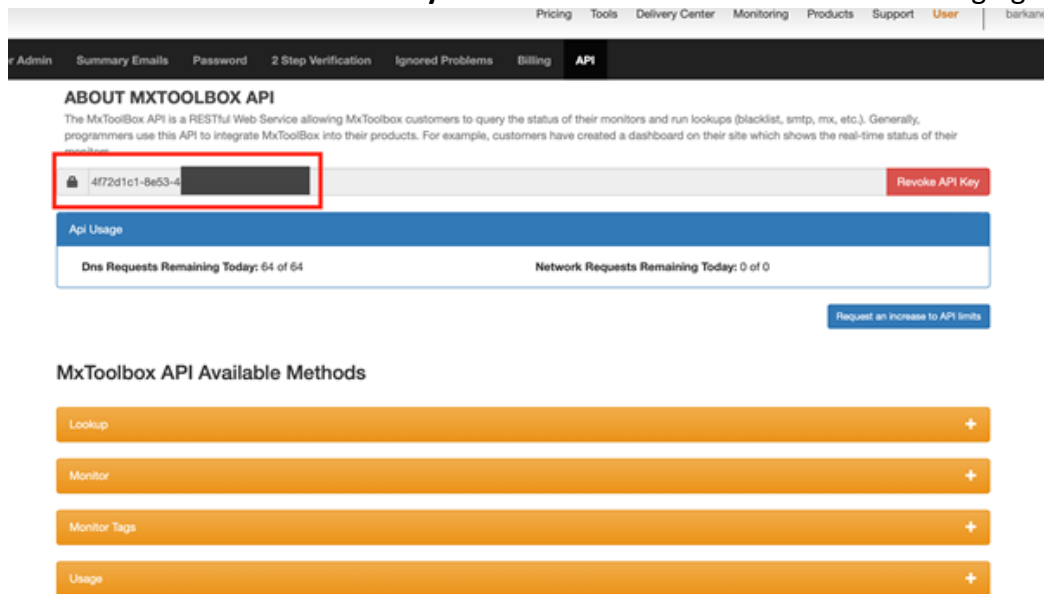 Pricing Tools Delivery Center Monitoring Products Support User
Admin Summary Emails Password 2 Step Verification Ignored Problems Billing API
ABOUT MXTOOLBOX API
The MxToolBox API is a RESTful Web Service allowing MxToolbox customers to query the status of their monitors and run lookups (blacklist, smtp, mx, etc.). Generally,
programmers use this API to integrate MxToolBox into their products. For example, customers have created a dashboard on their site which shows the real-time status of their
monitors.
4f72d1c1-8e53-4
Revoke API Key
Api Usage
Dns Requests Remaining Today: 64 of 64 Network Requests Remaining Today: 0 of 0
Request an increase to API limits
MxToolbox API Available Methods
Lookup +
Monitor +
Monitor Tags +
Usage +